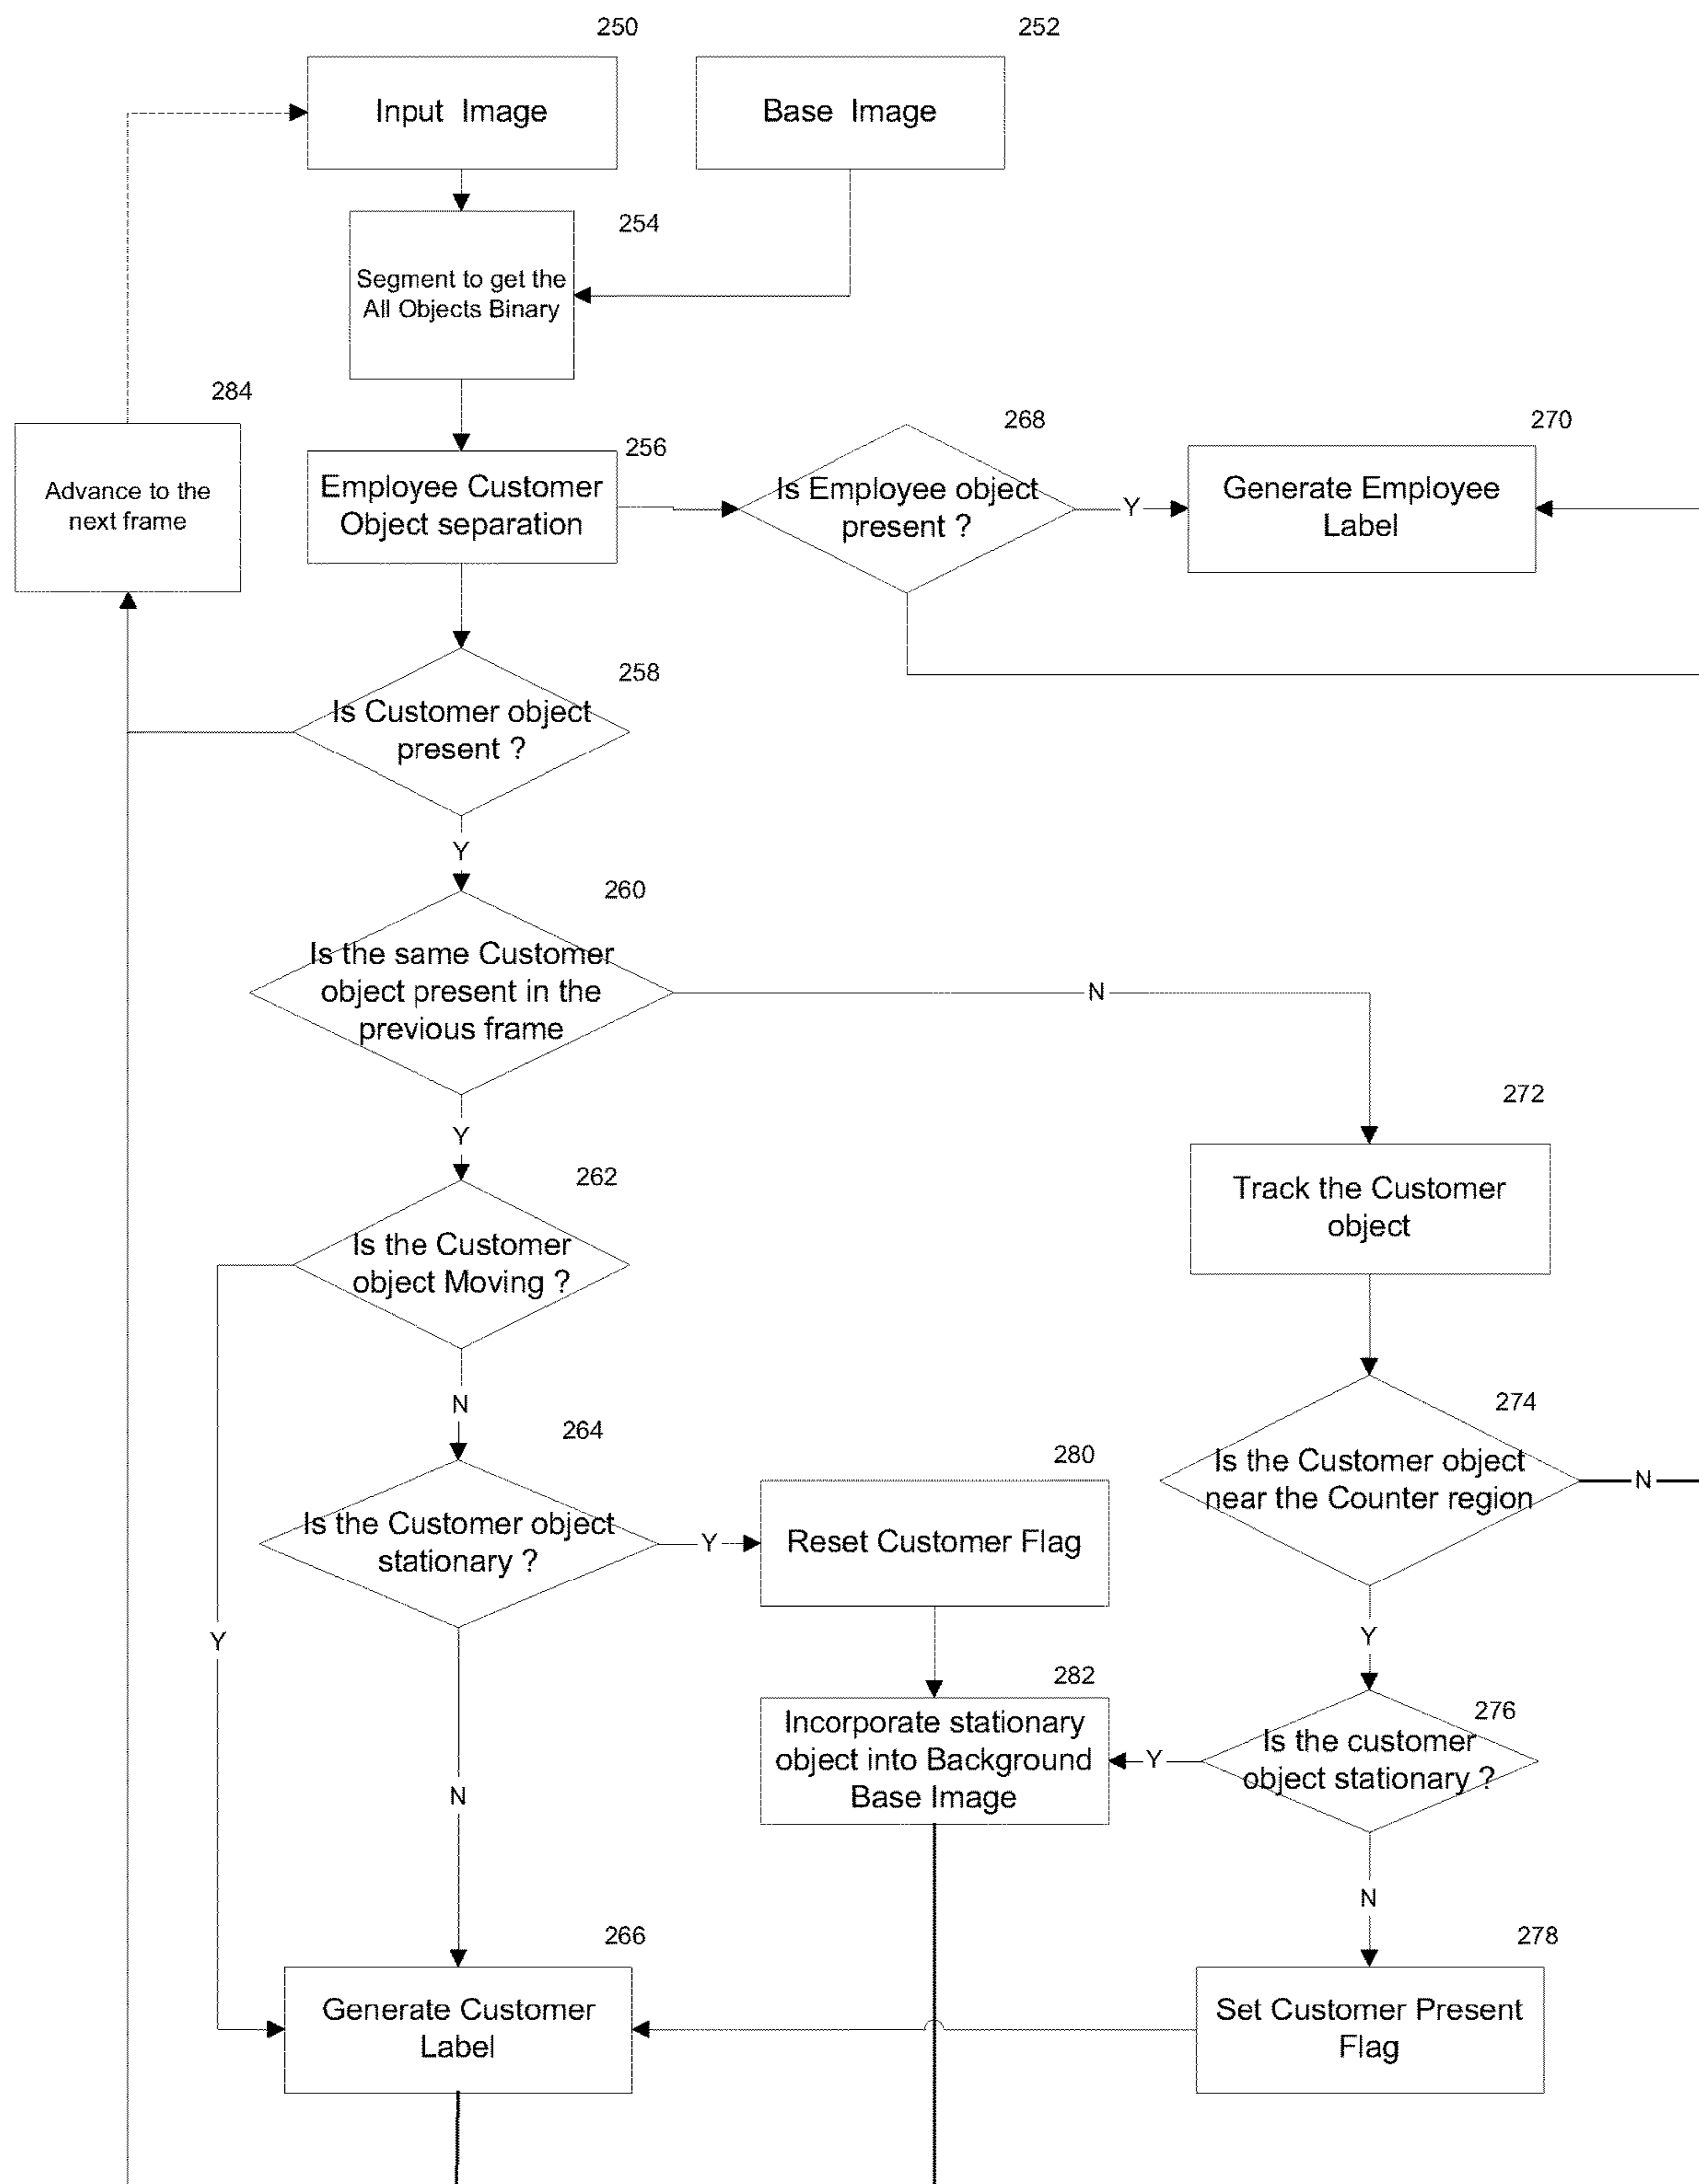 250
252
Input Image
Base Image
254
Segment to get the
All Objects Binary
284
268
270
256
Advance to the
next frame
Employee Customer
Object separation
Is Employee object
present ?
Y
Generate Employee
Label
258
Is Customer object
present ?
Y
260
Is the same Customer
object present in the
previous frame
N
272
Y
262
Track the Customer
object
Is the Customer
object Moving ?
274
N
264
280
Is the Customer object
near the Counter region
N
Is the Customer object
stationary ?
Y
Reset Customer Flag
Y
Y
282
276
Incorporate stationary
object into Background
Base Image
Y
Is the customer
object stationary ?
N
N
266
278
Generate Customer
Label
Set Customer Present
Flag